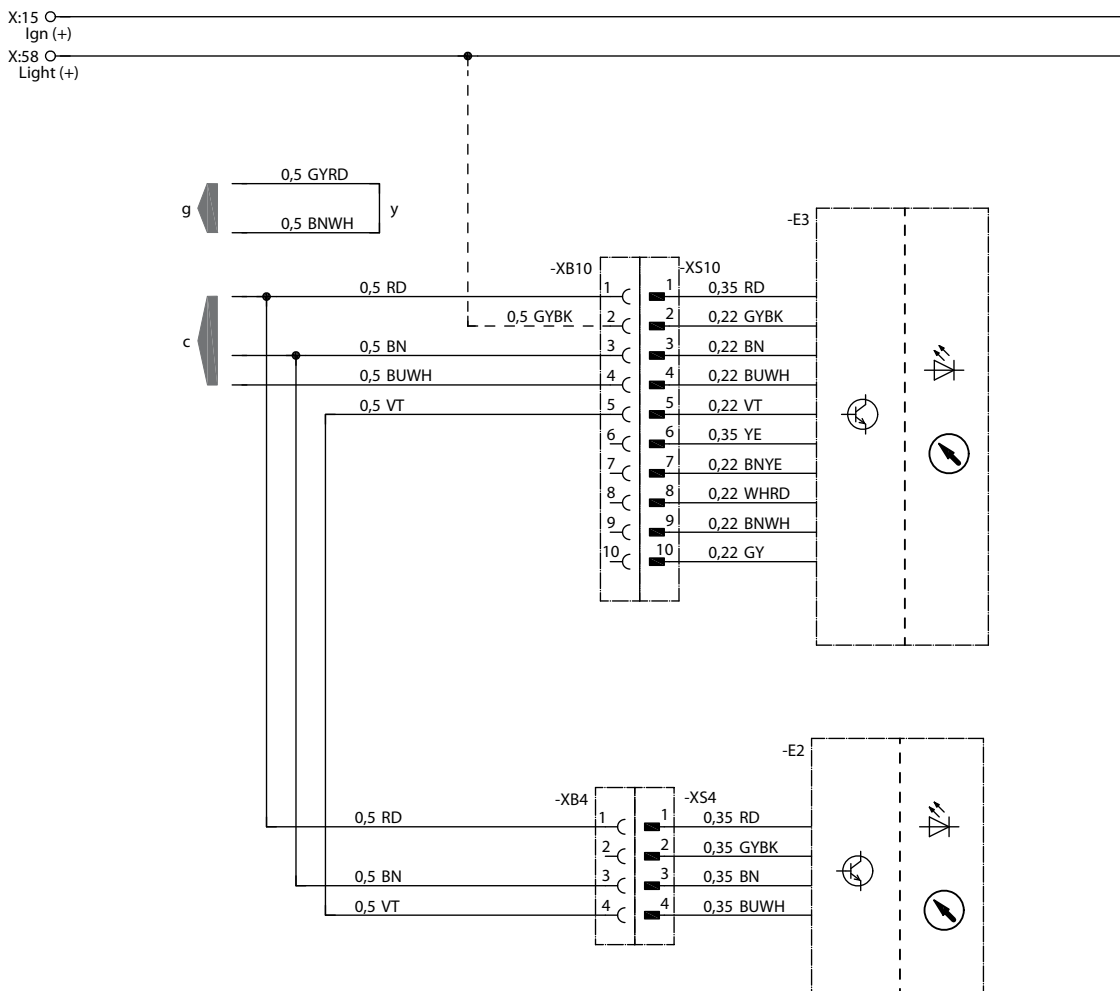 X:15
Ign (+)
X:58
Light (+)
0,5 GYRD
g
y
0,5 BNWH
-E3
-XB10
-XS10
1 0,5 RD 1 0,35 RD
0,5 GYBK 2 2 0,22 GYBK
0,5 BN 3 3 0,22 BN
c
0,5 BUWH 4 4 0,22 BUWH
0,5 VT 5 5 0,22 VT
6 6 0,35 YE
7 7 0,22 BNYE
8 8 0,22 WHRD
9 9 0,22 BNWH
10 10 0,22 GY
-E2
-XB4
-XS4
0,5 RD 1 1 0,35 RD
2 2 0,35 GYBK
0,5 BN 3 3 0,35 BN
0,5 VT 4 4 0,35 BUWH